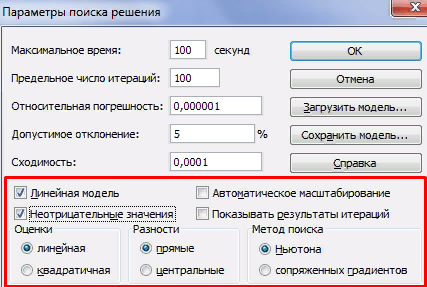 Параметры поиска решения
Максимальное время: 100 секунд OK
Предельное число итераций: 100 Отмена
Относительная погрешность: 0,000001 Загрузить модель...
Допустимое отклонение: 5 % Сохранить модель...
Сходимость: 0,0001 Справка
Линейная модель Автоматическое масштабирование
Неотрицательные значения Показывать результаты итераций
Оценки Разности Метод поиска
линейная прямые Ньютона
квадратичная центральные сопряженных градиентов